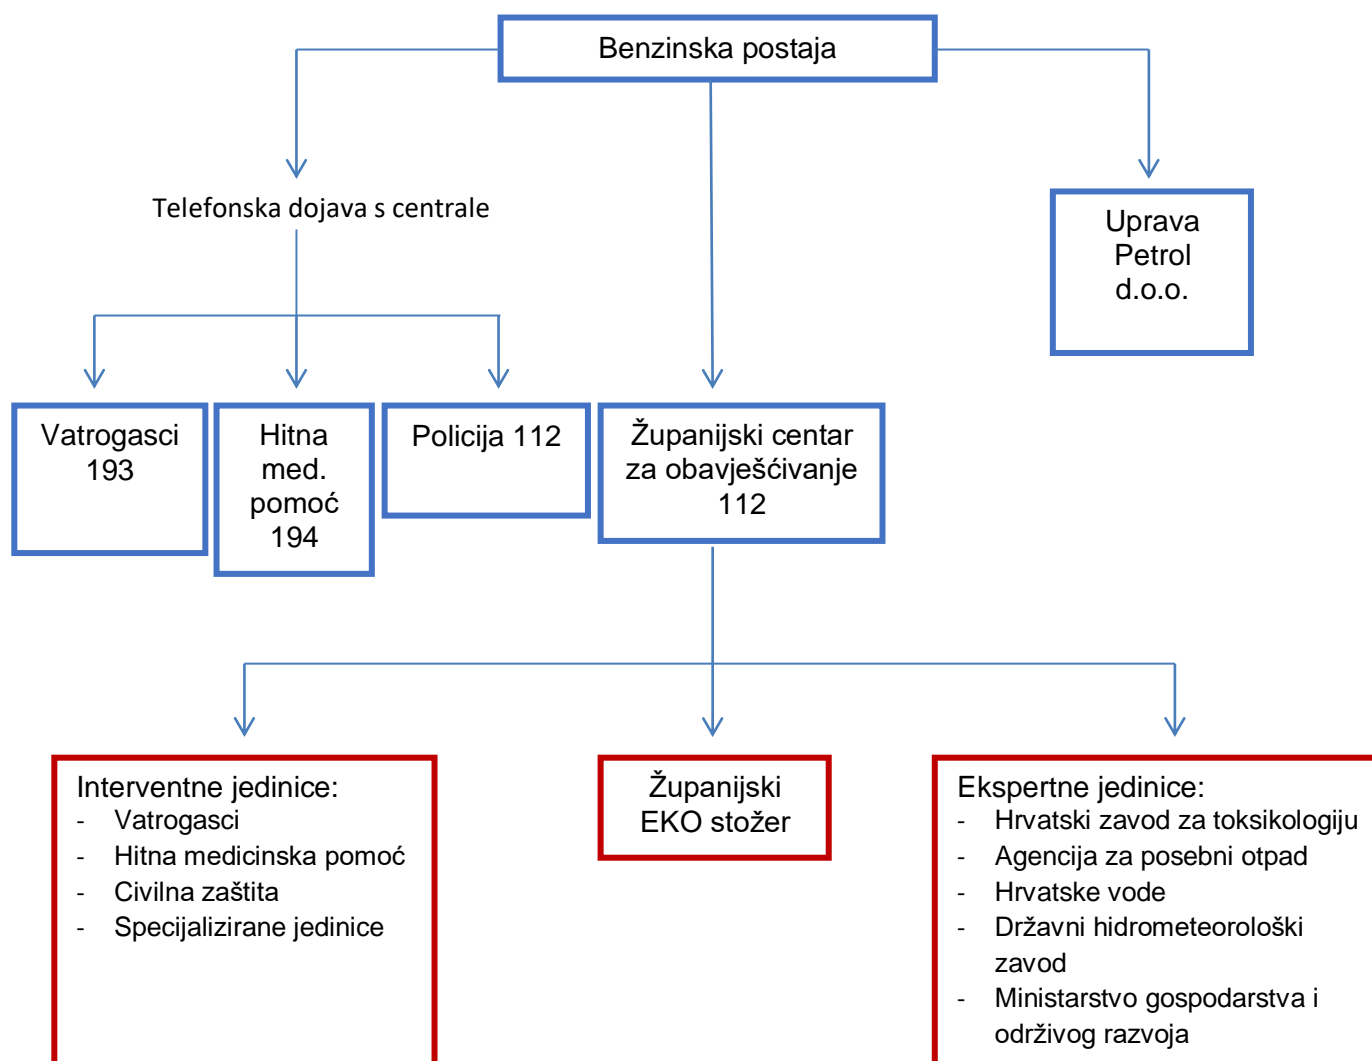 Benzinska postaja
Telefonska dojava s centrale
Uprava
Petrol
d.o.o.
Vatrogasci
193
Hitna
med.
pomoć
194
Policija 112
Županijski centar
za obavješćivanje
112
Interventne jedinice:
- Vatrogasci
- Hitna medicinska pomoć
- Civilna zaštita
- Specijalizirane jedinice
Županijski
EKO stožer
Ekspertne jedinice:
- Hrvatski zavod za toksikologiju
- Agencija za posebni otpad
- Hrvatske vode
- Državni hidrometeorološki
zavod
- Ministarstvo gospodarstva i
održivog razvoja